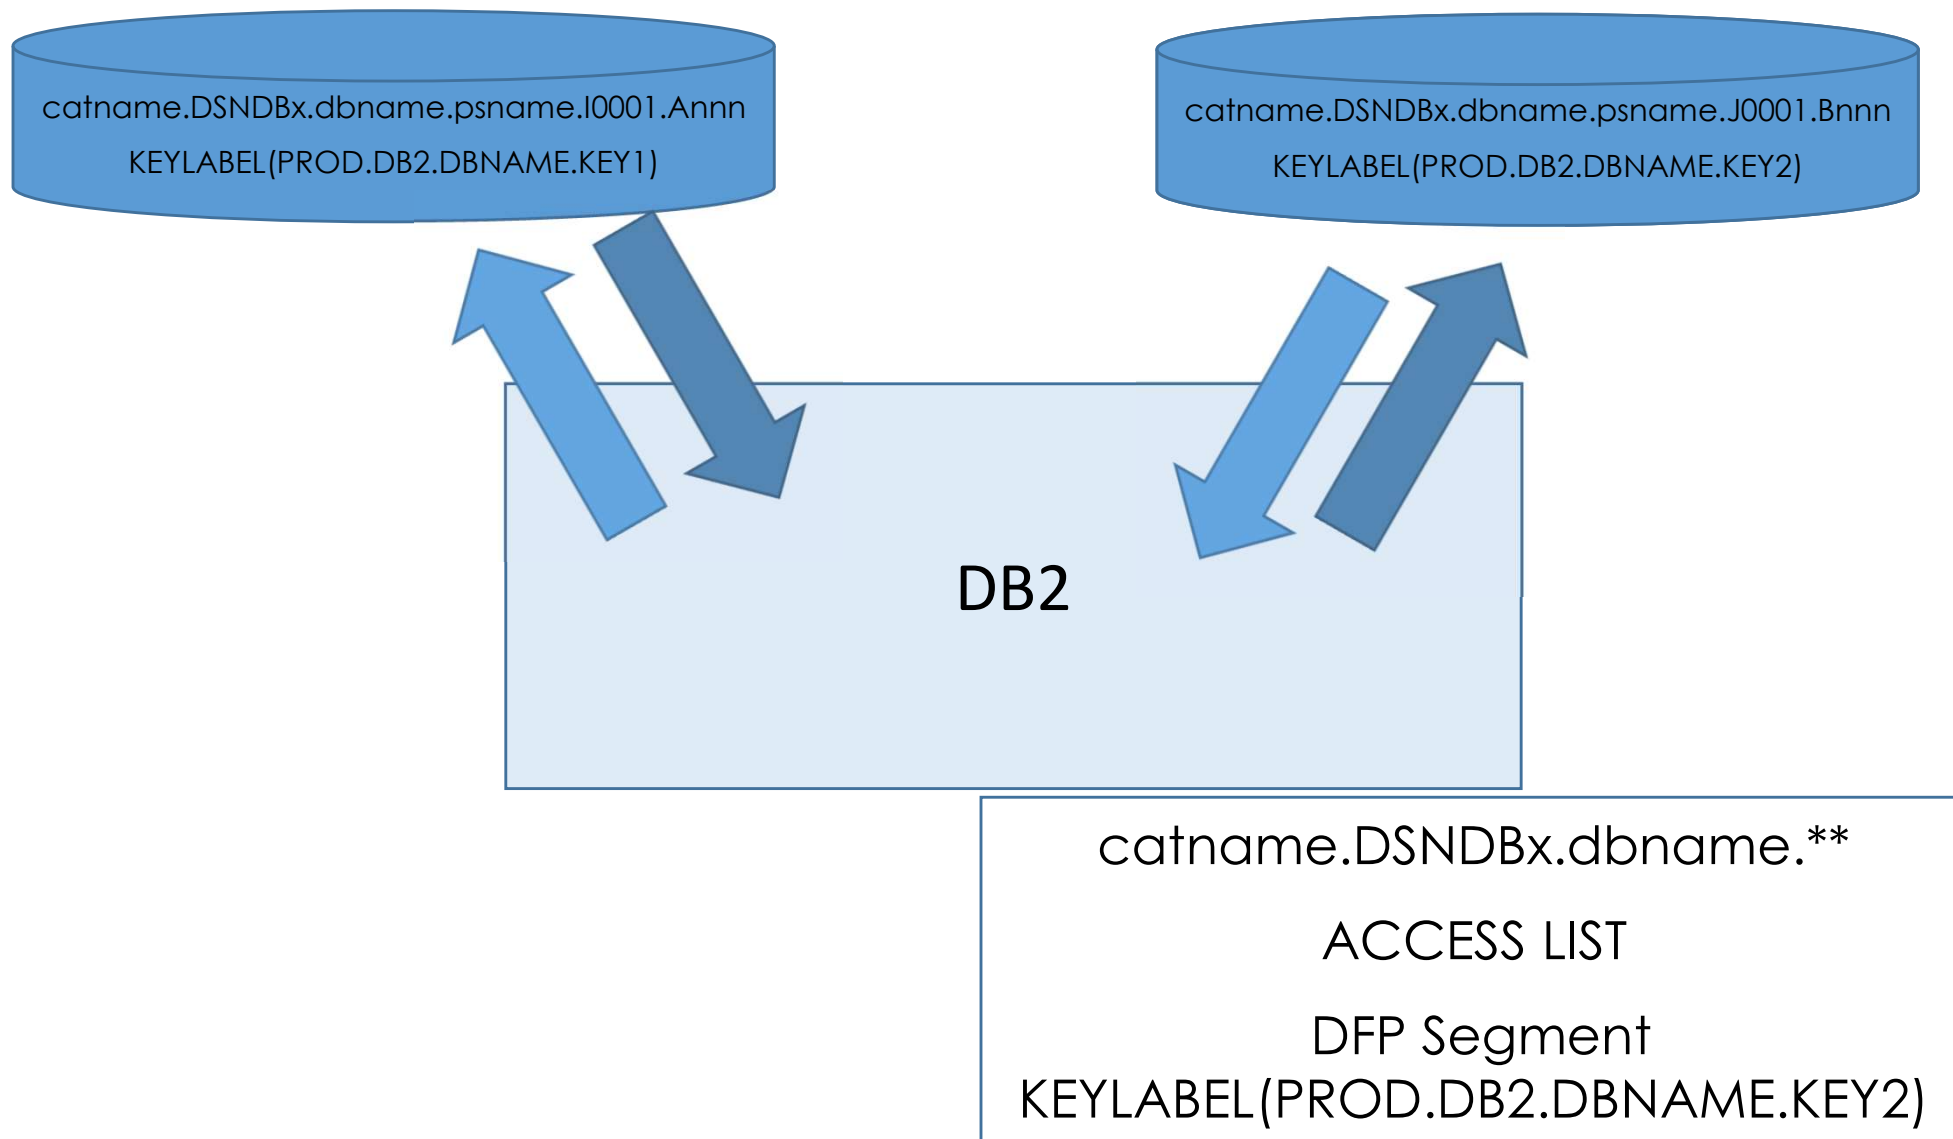 catname.DSNDBx.dbname.psname.I0001.Annn
KEYLABEL(PROD.DB2.DBNAME.KEY1)
catname.DSNDBx.dbname.psname.J0001.Bnnn
KEYLABEL(PROD.DB2.DBNAME.KEY2)
DB2
catname.DSNDBx.dbname.**
ACCESS LIST
DFP Segment
KEYLABEL(PROD.DB2.DBNAME.KEY2)